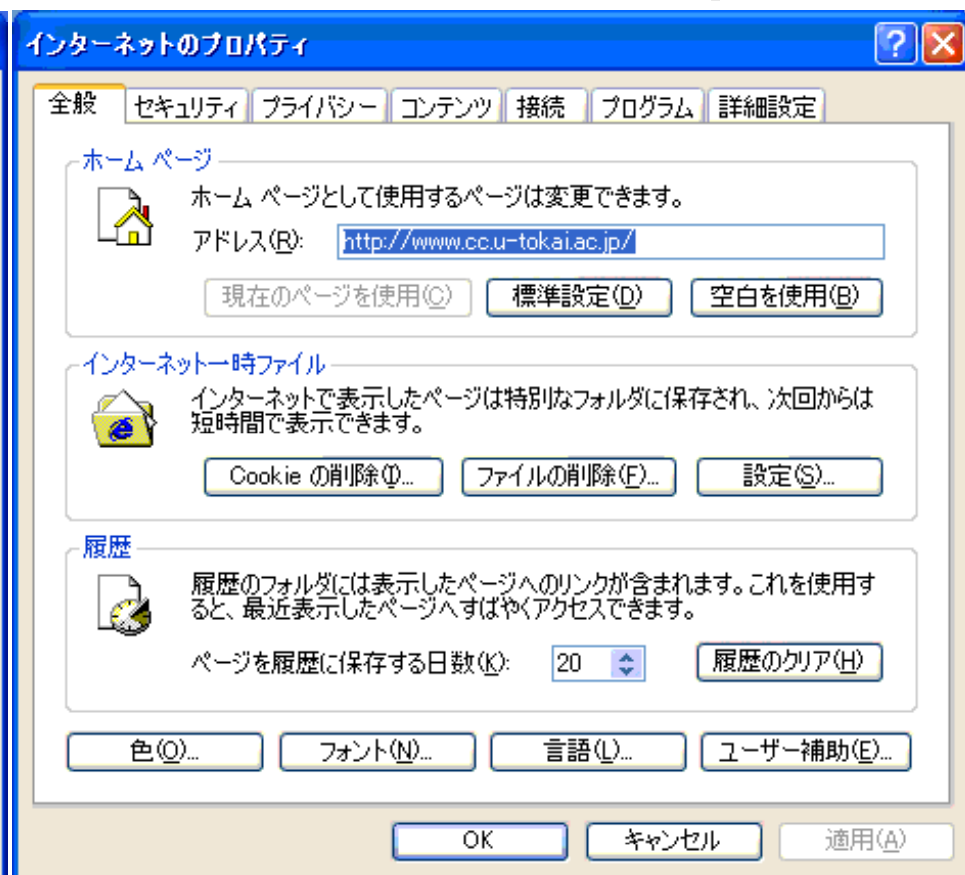 インターネットのプロパティ
全般 セキュリティ プライバシー コンテンツ 接続 プログラム 詳細設定
ホーム ページ
ホーム ページとして使用するページは変更できます。
アドレス(R): http://www.cc.u-tokai.ac.jp/
現在のページを使用(C) 標準設定(D) 空白を使用(B)
インターネット一時ファイル
インターネットで表示したページは特別なフォルダに保存され、次回からは
短時間で表示できます。
Cookie の削除(I)... ファイルの削除(F)... 設定(S)...
履歴
履歴のフォルダには表示したページへのリンクが含まれます。これを使用す
ると、最近表示したページへすばやくアクセスできます。
ページを履歴に保存する日数(K): 20 履歴のクリア(H)
色(O)... フォント(N)... 言語(L)... ユーザー補助(E)...
OK キャンセル 適用(A)